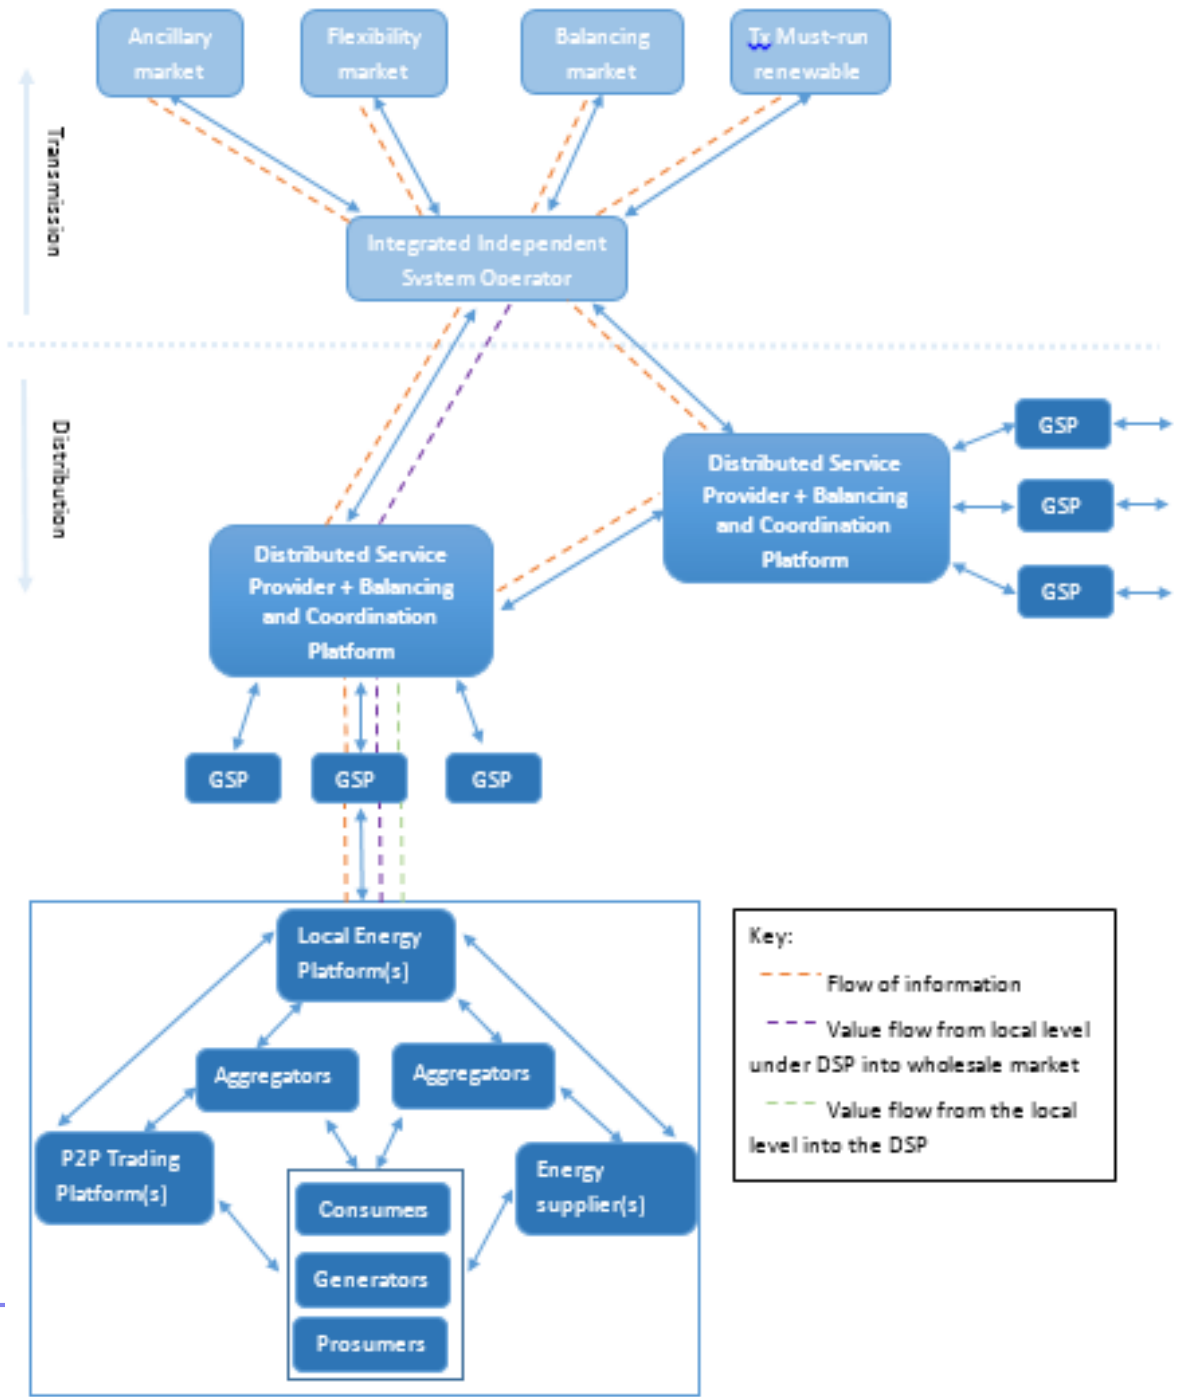 Ancillary
market
Flexibility
market
Balancing
market
Tx Must-run
renewable
Transmission
Integrated Independent
System Operator
Distribution
Distributed Service
Provider + Balancing
and Coordination
Platform
GSP
GSP
GSP
Distributed Service
Provider + Balancing
and Coordination
Platform
GSP
GSP
GSP
Local Energy
Platform(s)
Aggregators
Aggregators
P2P Trading
Platform(s)
Energy
supplier(s)
Consumers
Generators
Prosumers
Key:
Flow of information
Value flow from local level
under DSP into wholesale market
Value flow from the local
level into the DSP